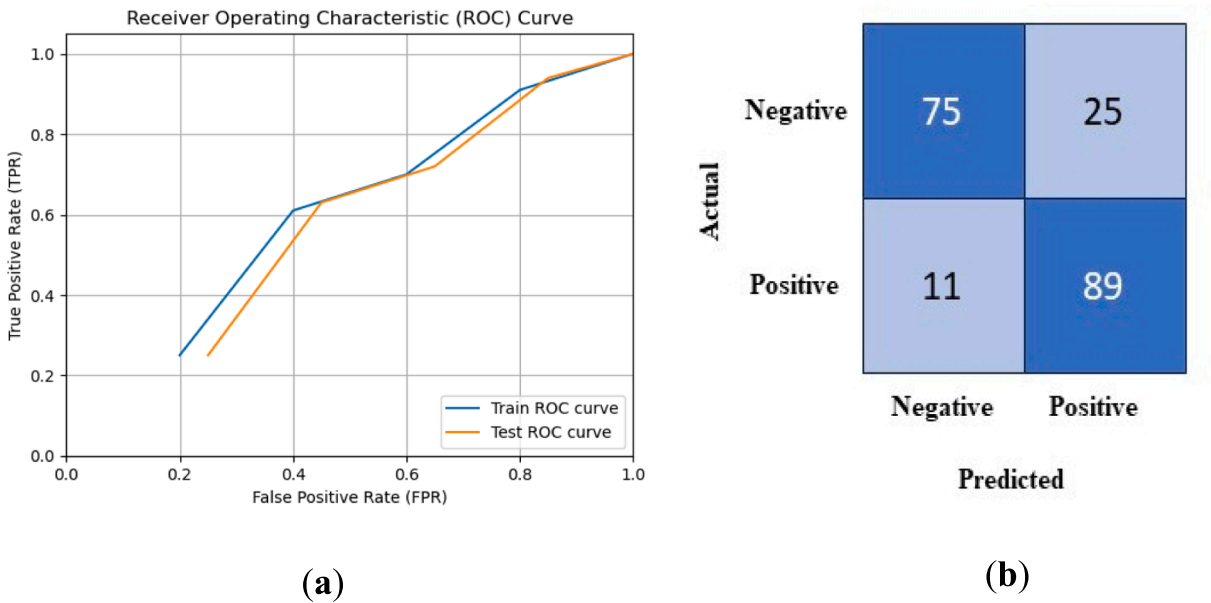 Receiver Operating Characteristic (ROC) Curve
True Positive Rate (TPR)
1.0
0.8
0.6
0.4
0.2
0.0
0.0 0.2 0.4 0.6 0.8 1.0
False Positive Rate (FPR)
Train ROC curve
Test ROC curve
(a)
Actual
Negative 75 25
Positive 11 89
Negative Positive
Predicted
(b)